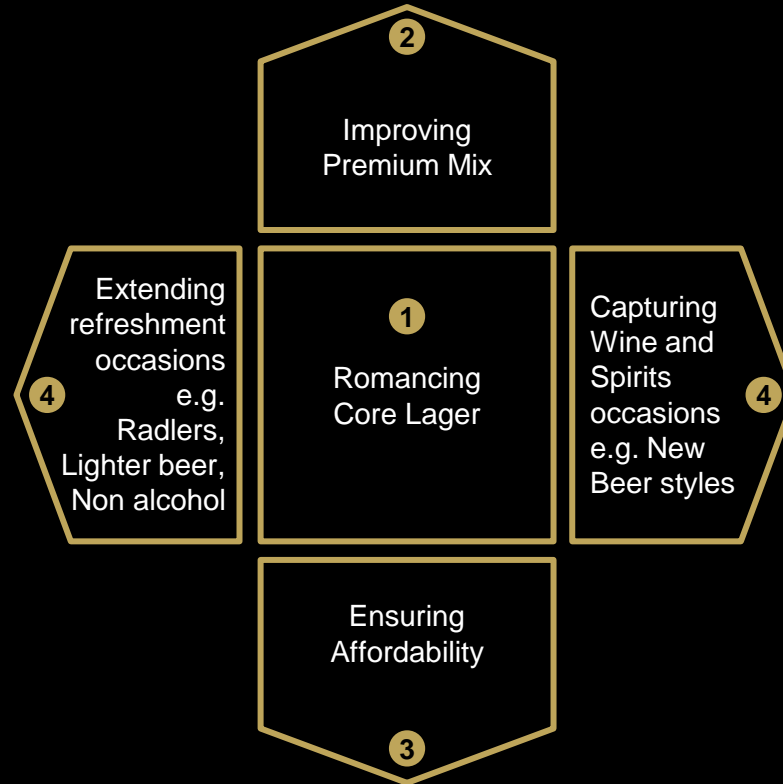 2
Improving
Premium Mix
Extending
refreshment
occasions
e.g.
Radlers,
Lighter beer,
Non alcohol
4
1
Romancing
Core Lager
Capturing
Wine and
Spirits
occasions
e.g. New
Beer styles
4
Ensuring
Affordability
3